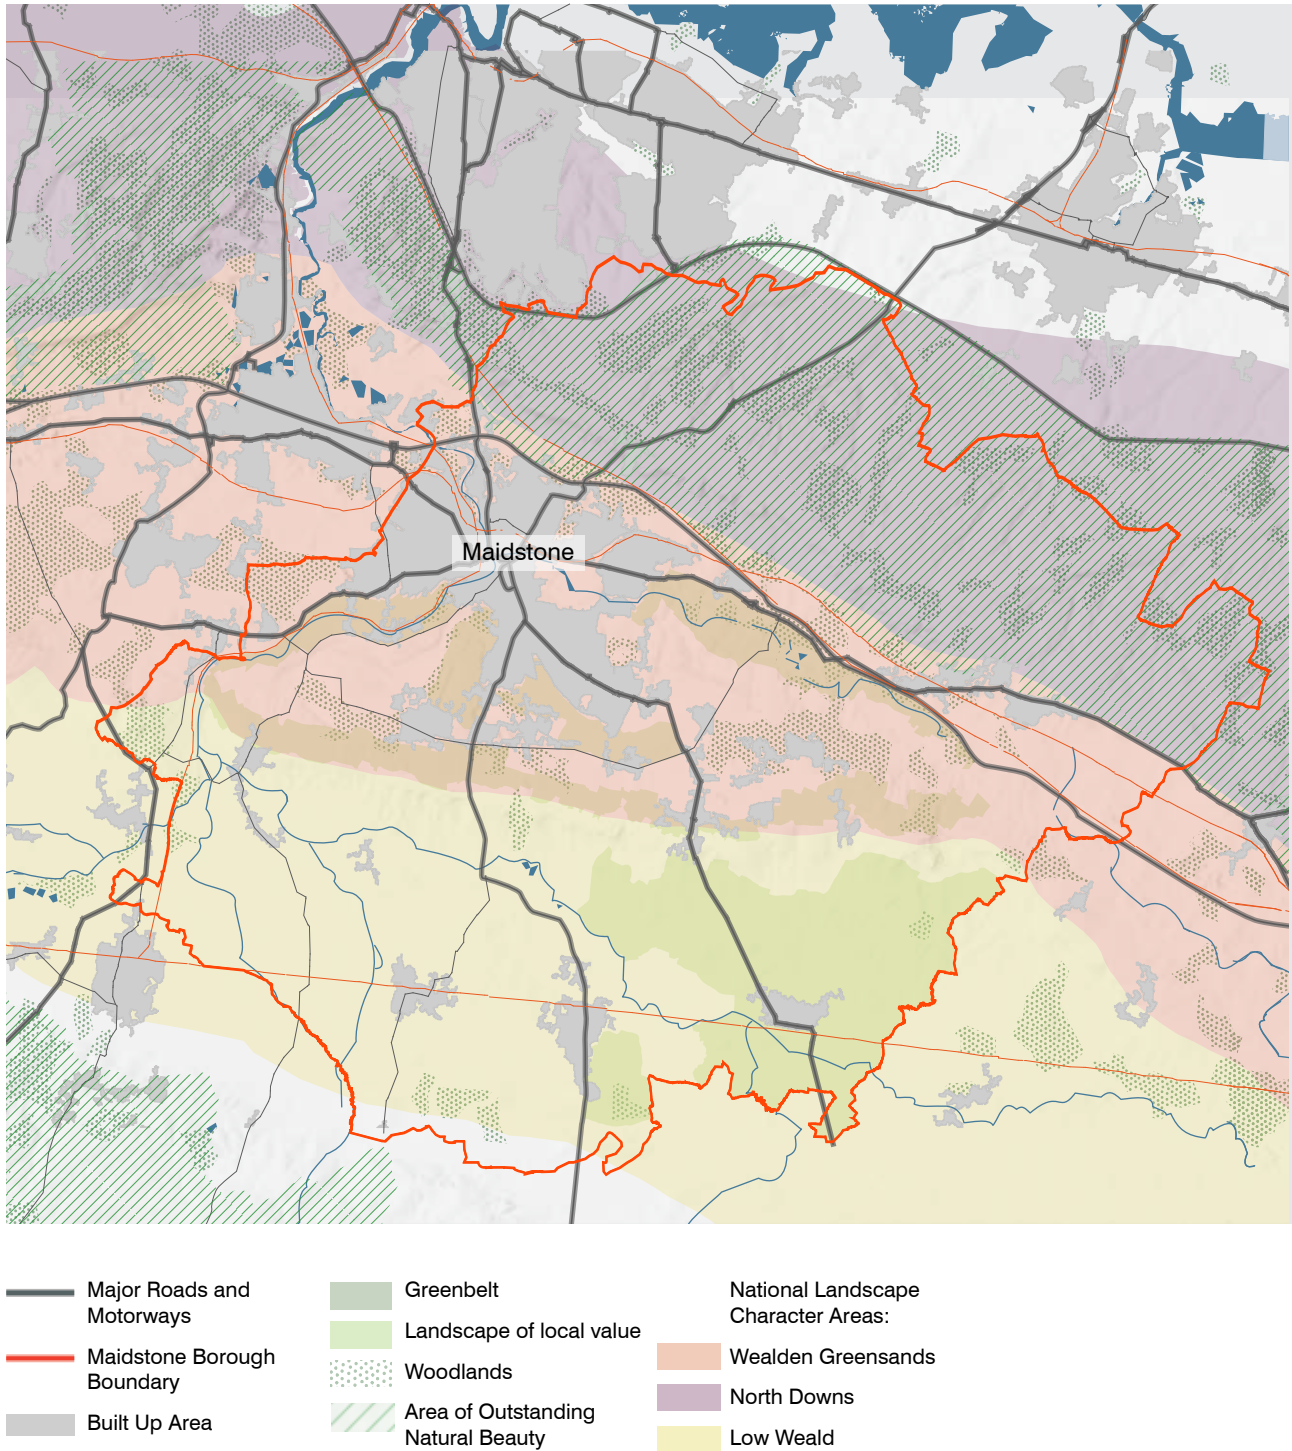 Maidstone
Major Roads and
Motorways
Maidstone Borough
Boundary
Built Up Area
Greenbelt
Landscape of local value
Woodlands
Area of Outstanding
Natural Beauty
National Landscape
Character Areas:
Wealden Greensands
North Downs
Low Weald